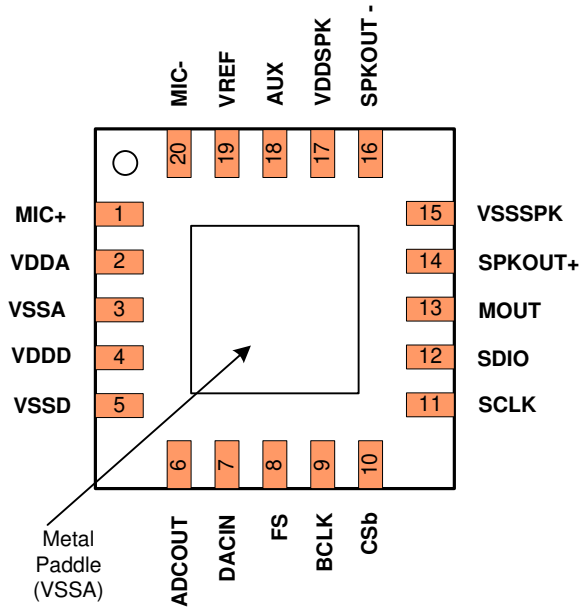 MIC-
VREF
AUX
VDDSPK
SPKOUT -
20
19
18
17
16
MIC+
1
15
VSSSPK
VDDA
2
14
SPKOUT+
VSSA
3
13
MOUT
VDDD
4
12
SDIO
VSSD
5
11
SCLK
6
7
8
9
10
ADCOUT
DACIN
FS
BCLK
CSb
Metal
Paddle
(VSSA)